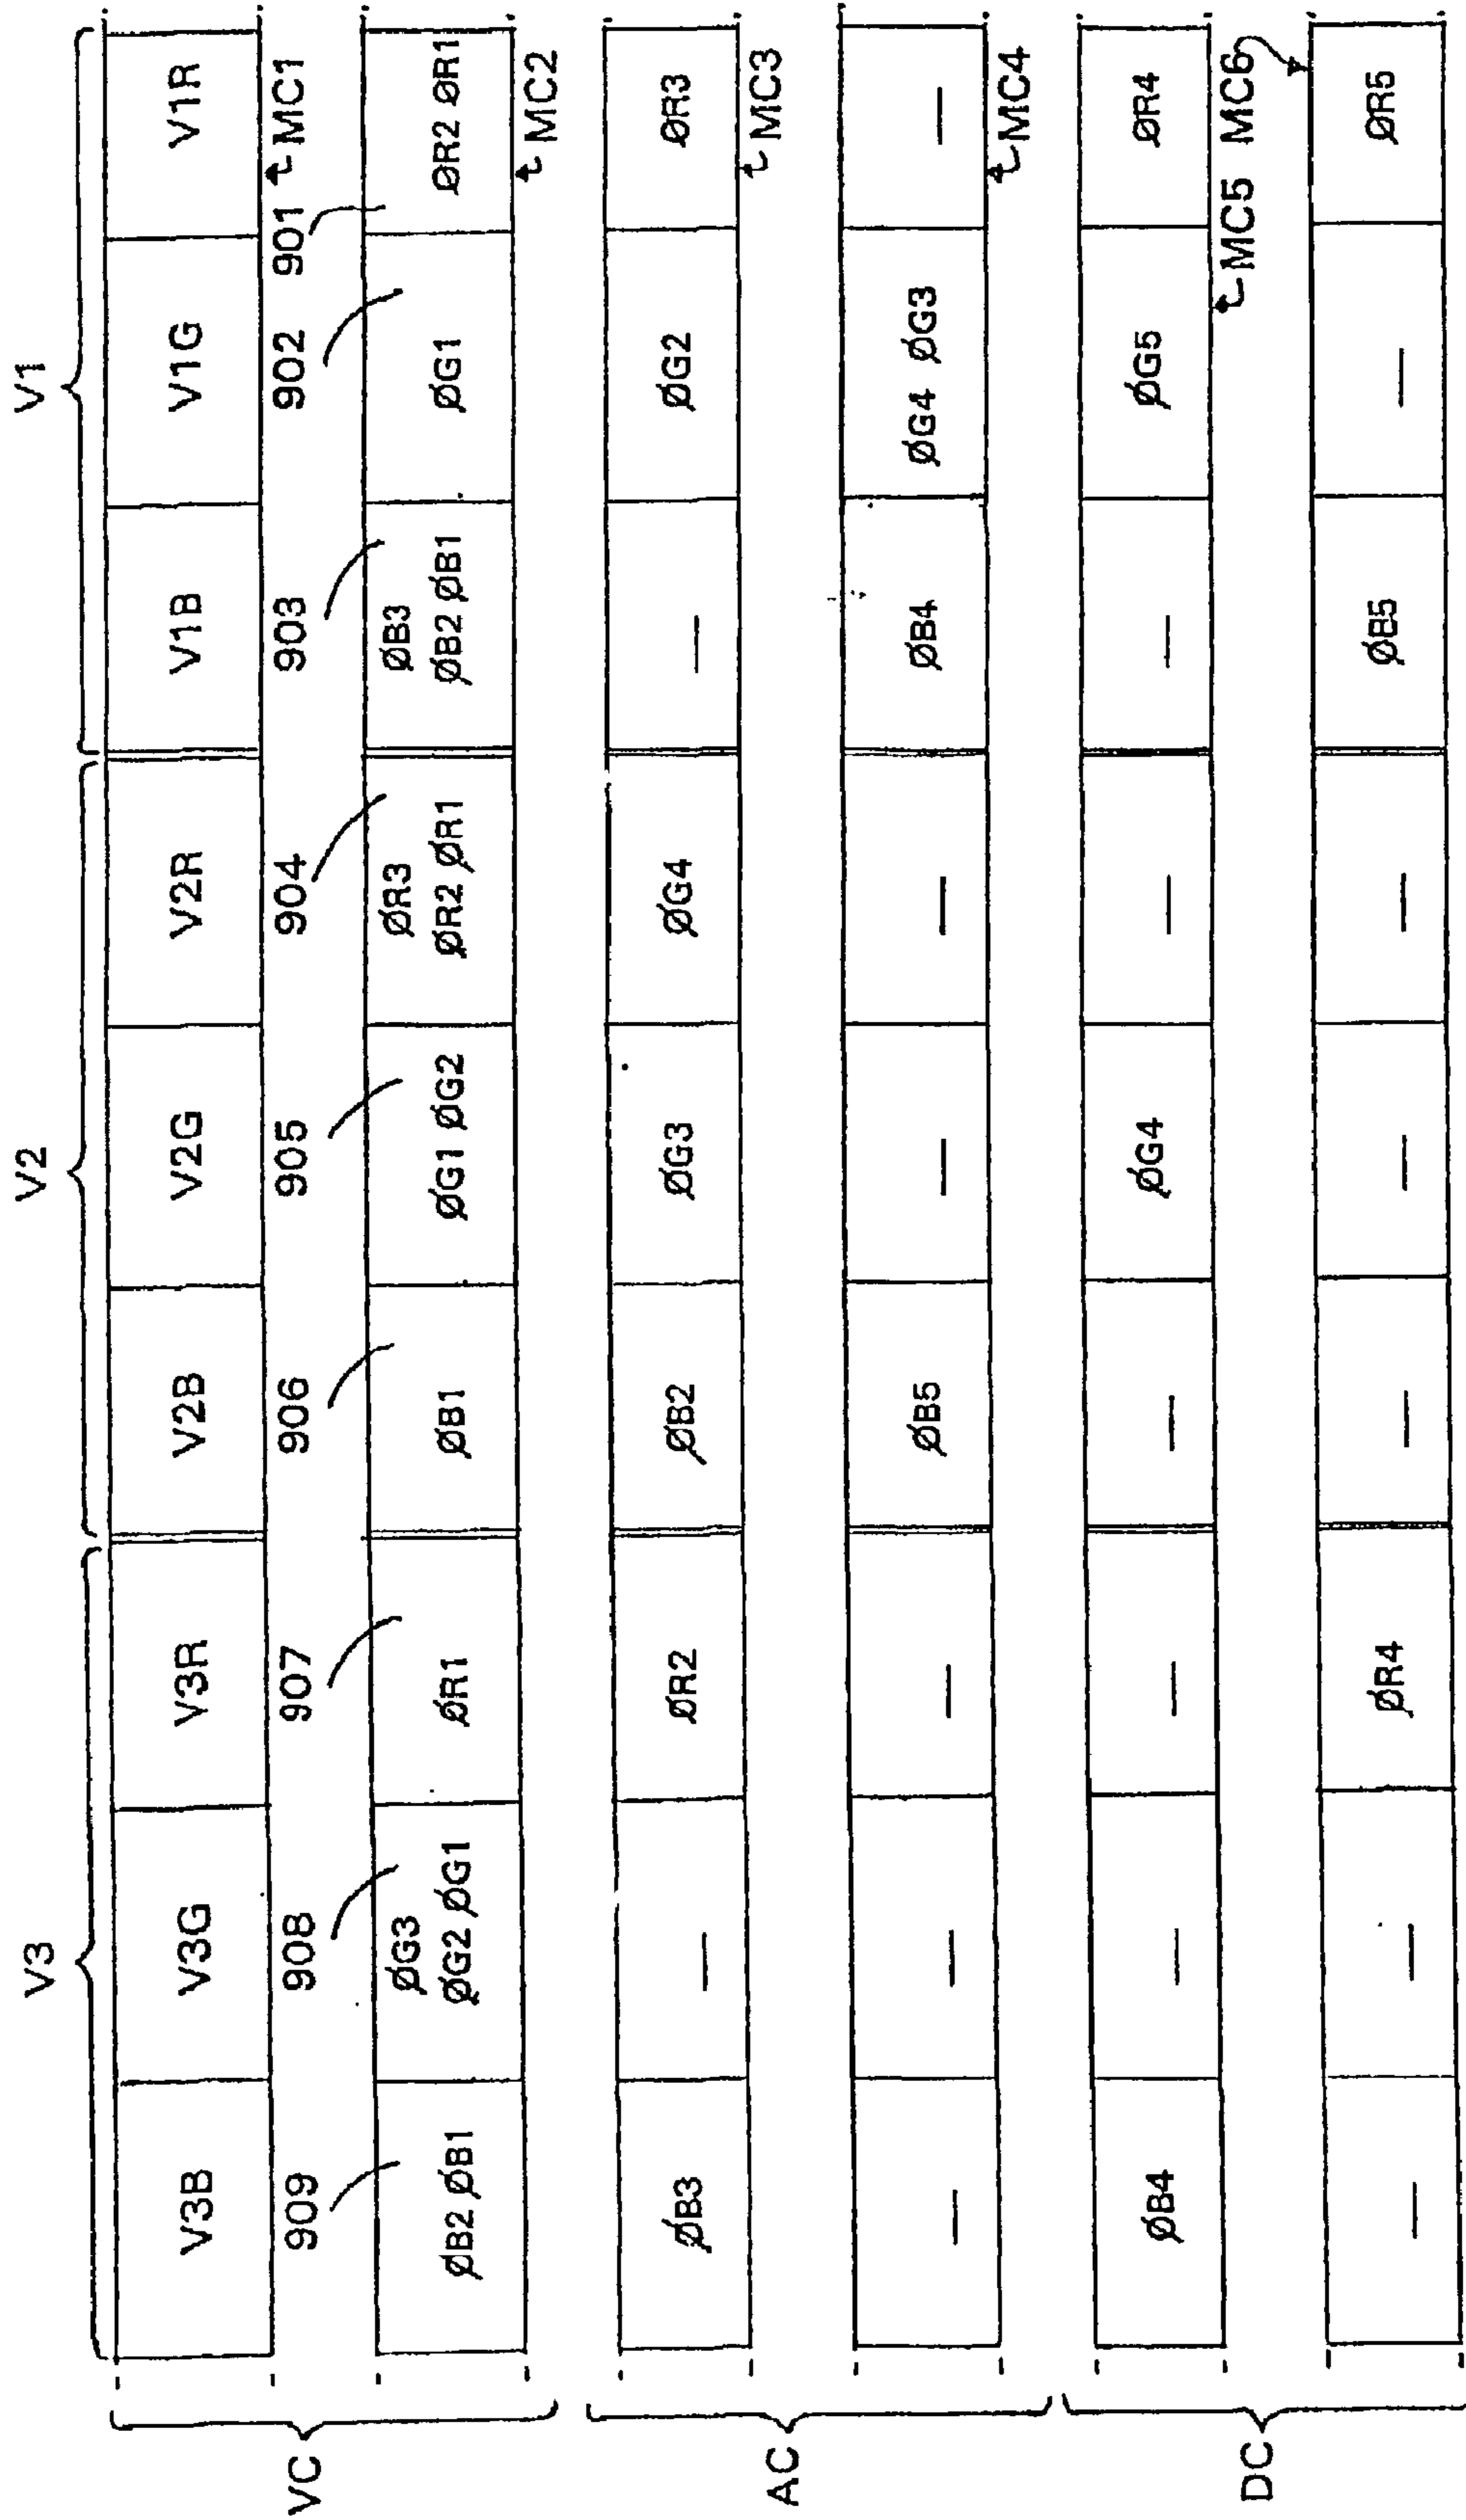 V3 V2 V1
V3B V3G V3R V2B V2G V2R V1B V1G V1R
VC
909 908 907 906 905 904 903 902 901 MC1
ØG3 ØR3 ØB3
ØB2 ØB1 ØG2 ØG1 ØR1 ØB1 ØG1 ØG2 ØR2 ØR1 ØB2 ØB1 ØG1 ØR2 ØR1
MC2
ØB3 — ØR2 ØB2 ØG3 ØG4 — ØG2 ØR3
MC3
AC
— — — ØB5 — — ØB4 ØG4 ØG3 —
MC4
ØB4 — — — ØG4 — — ØG5 ØR4
DC
MC5 MC6
— — ØR4 — — — ØB5 — ØR5